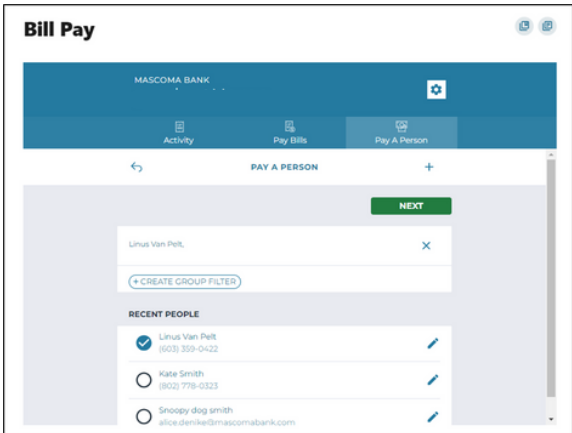 Bill Pay
MASCOMA BANK
Activity
Pay Bills
Pay A Person
PAY A PERSON
+
NEXT
Linus Van Pelt,
+ CREATE GROUP FILTER
RECENT PEOPLE
Linus Van Pelt
(603) 359-0422
Kate Smith
(802) 778-0323
Snoopy dog smith
alice.denike@mascomabank.com